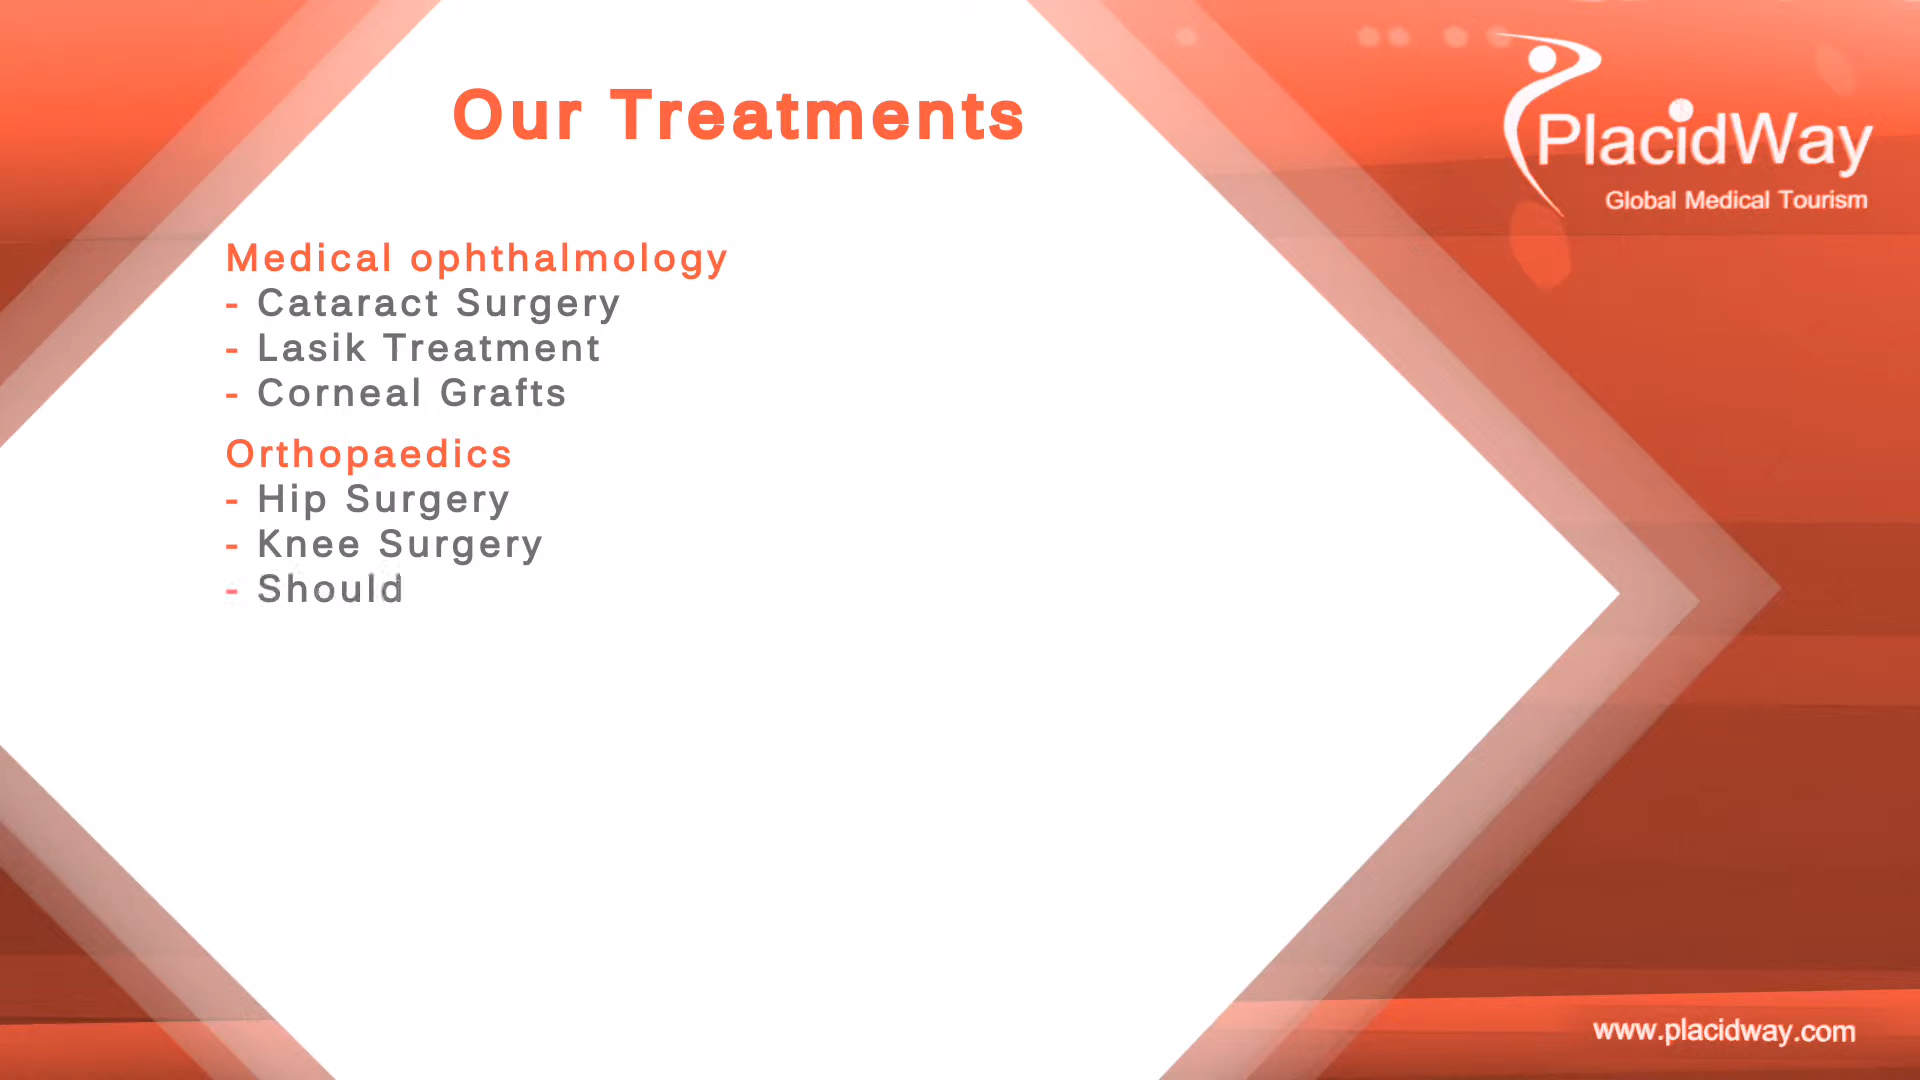 Our Treatments
PlacidWay
Global Medical Tourism
Medical ophthalmology
- Cataract Surgery
- Lasik Treatment
- Corneal Grafts
Orthopaedics
- Hip Surgery
- Knee Surgery
- Should
www.placidway.com